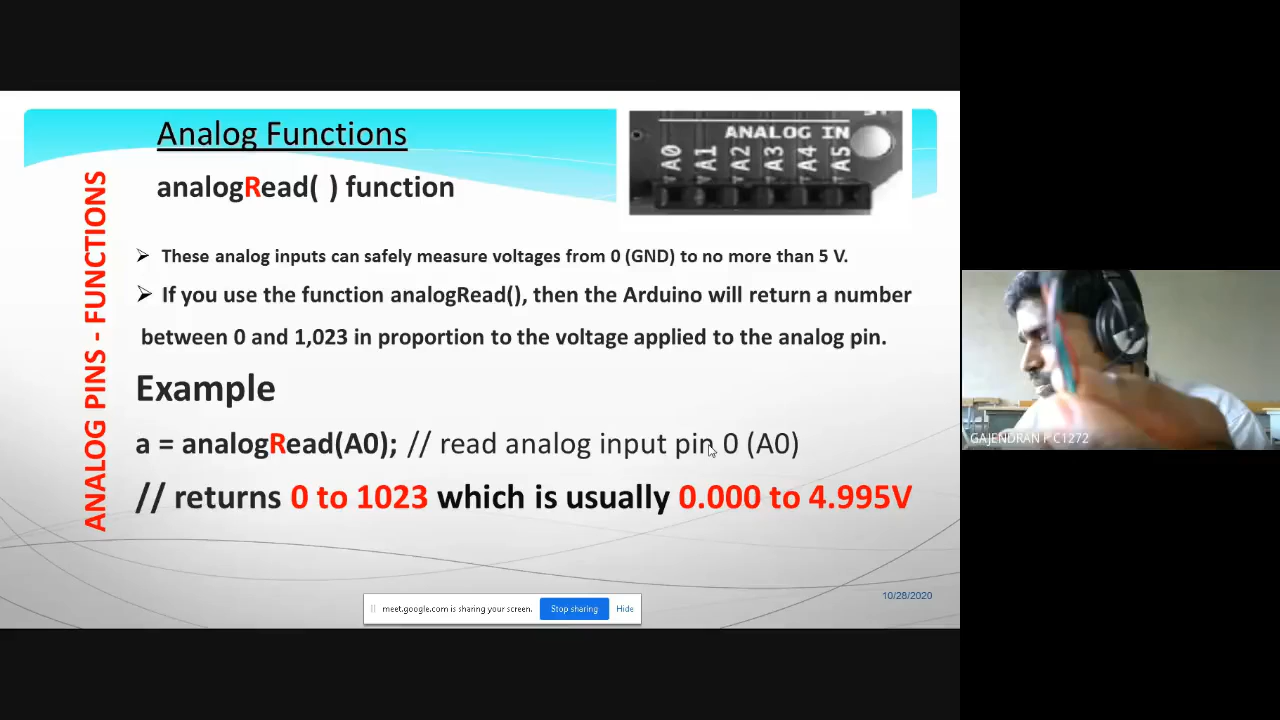 Analog Functions
analogRead( ) function
ANALOG IN
A0 A1 A2 A3 A4 A5
ANALOG PINS - FUNCTIONS
➢ These analog inputs can safely measure voltages from 0 (GND) to no more than 5 V.
➢ If you use the function analogRead(), then the Arduino will return a number
between 0 and 1,023 in proportion to the voltage applied to the analog pin.
Example
a = analogRead(A0); // read analog input pin 0 (A0)
// returns 0 to 1023 which is usually 0.000 to 4.995V
10/28/2020
meet.google.com is sharing your screen. Stop sharing Hide
GAJENDRAN C1272